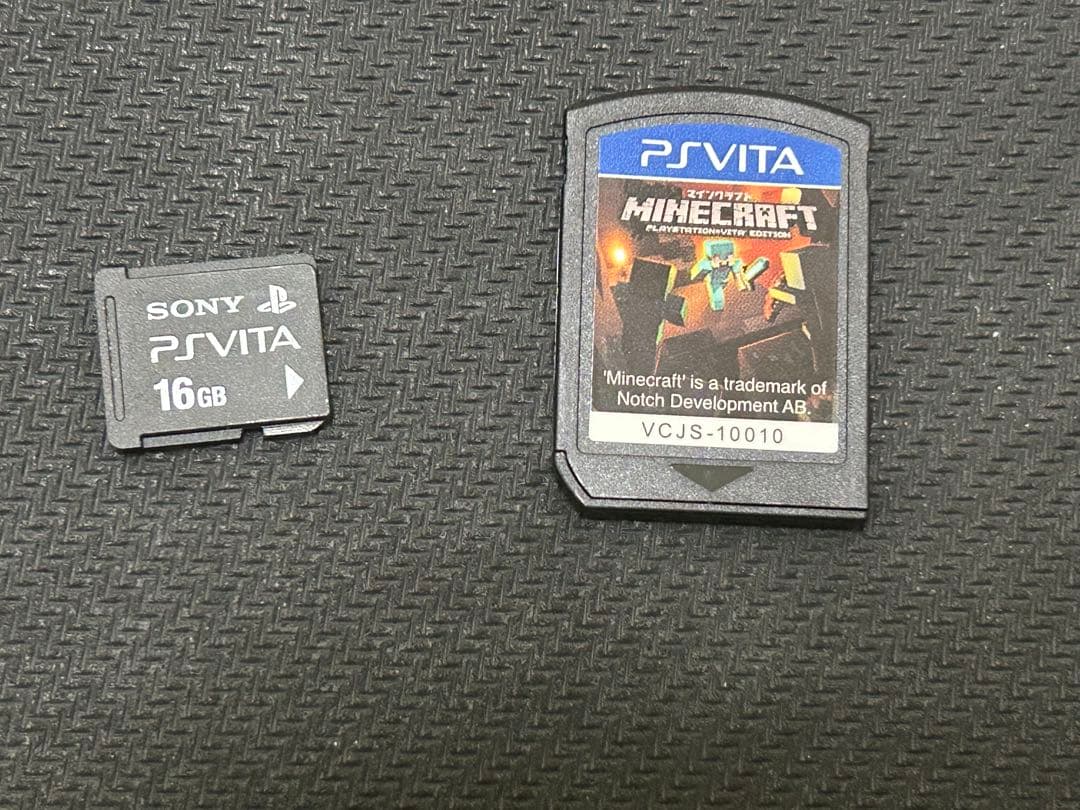 SONY
PSVITA
16GB
PSVITA
マインクラフト
MINECRAFT
PLAYSTATION®VITA EDITION
'Minecraft' is a trademark of
Notch Development AB.
VCJS-10010